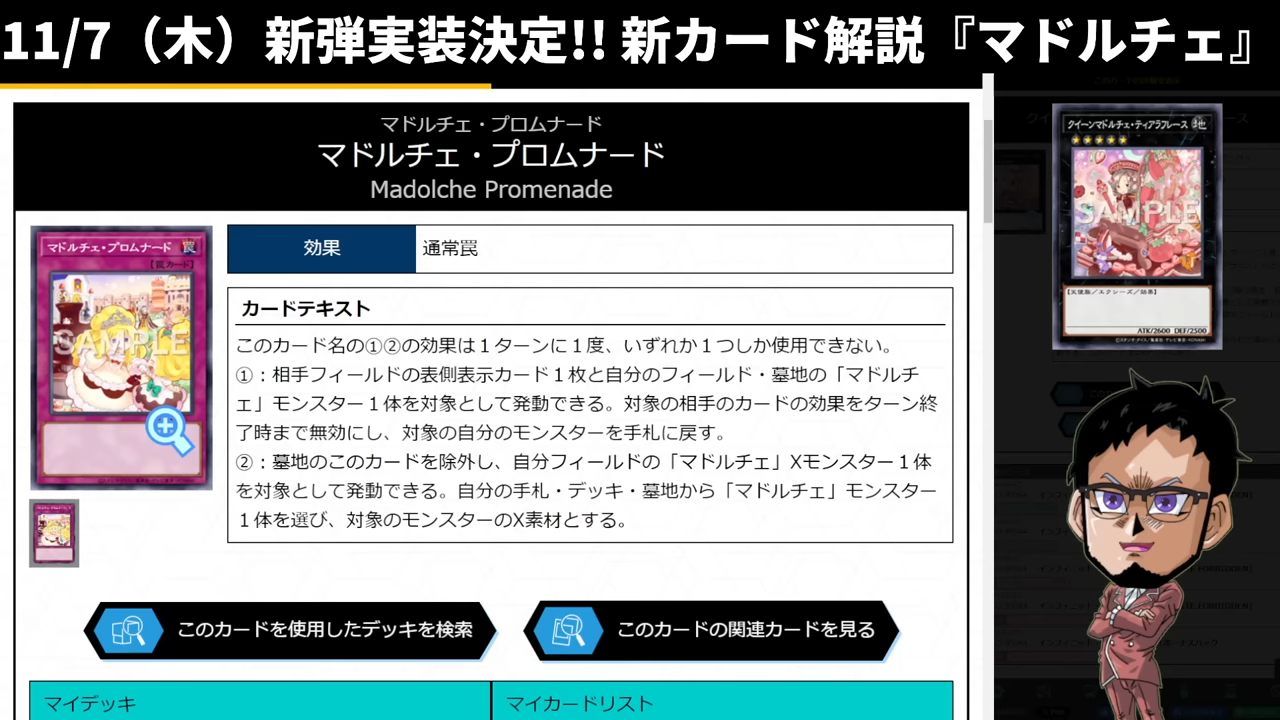 11/7（木）新弾実装決定!! 新カード解説『マドルチェ』
マドルチェ・プロムナード
マドルチェ・プロムナード
Madolche Promenade
マドルチェ・プロムナード 罠
【罠カード】
SAMPLE
効果
通常罠
カードテキスト
このカード名の①②の効果は１ターンに１度、いずれか１つしか使用できない。
①：相手フィールドの表側表示カード１枚と自分のフィールド・墓地の「マドルチ
ェ」モンスター１体を対象として発動できる。対象の相手のカードの効果をターン終
了時まで無効にし、対象の自分のモンスターを手札に戻す。
②：墓地のこのカードを除外し、自分フィールドの「マドルチェ」Xモンスター１体
を対象として発動できる。自分の手札・デッキ・墓地から「マドルチェ」モンスター
１体を選び、対象のモンスターのX素材とする。
このカードを使用したデッキを検索
このカードの関連カードを見る
マイデッキ
マイカードリスト
クイーンマドルチェ・ティアラフレース 地
SAMPLE
【天使族／エクシーズ／効果】
ATK/2600 DEF/2500